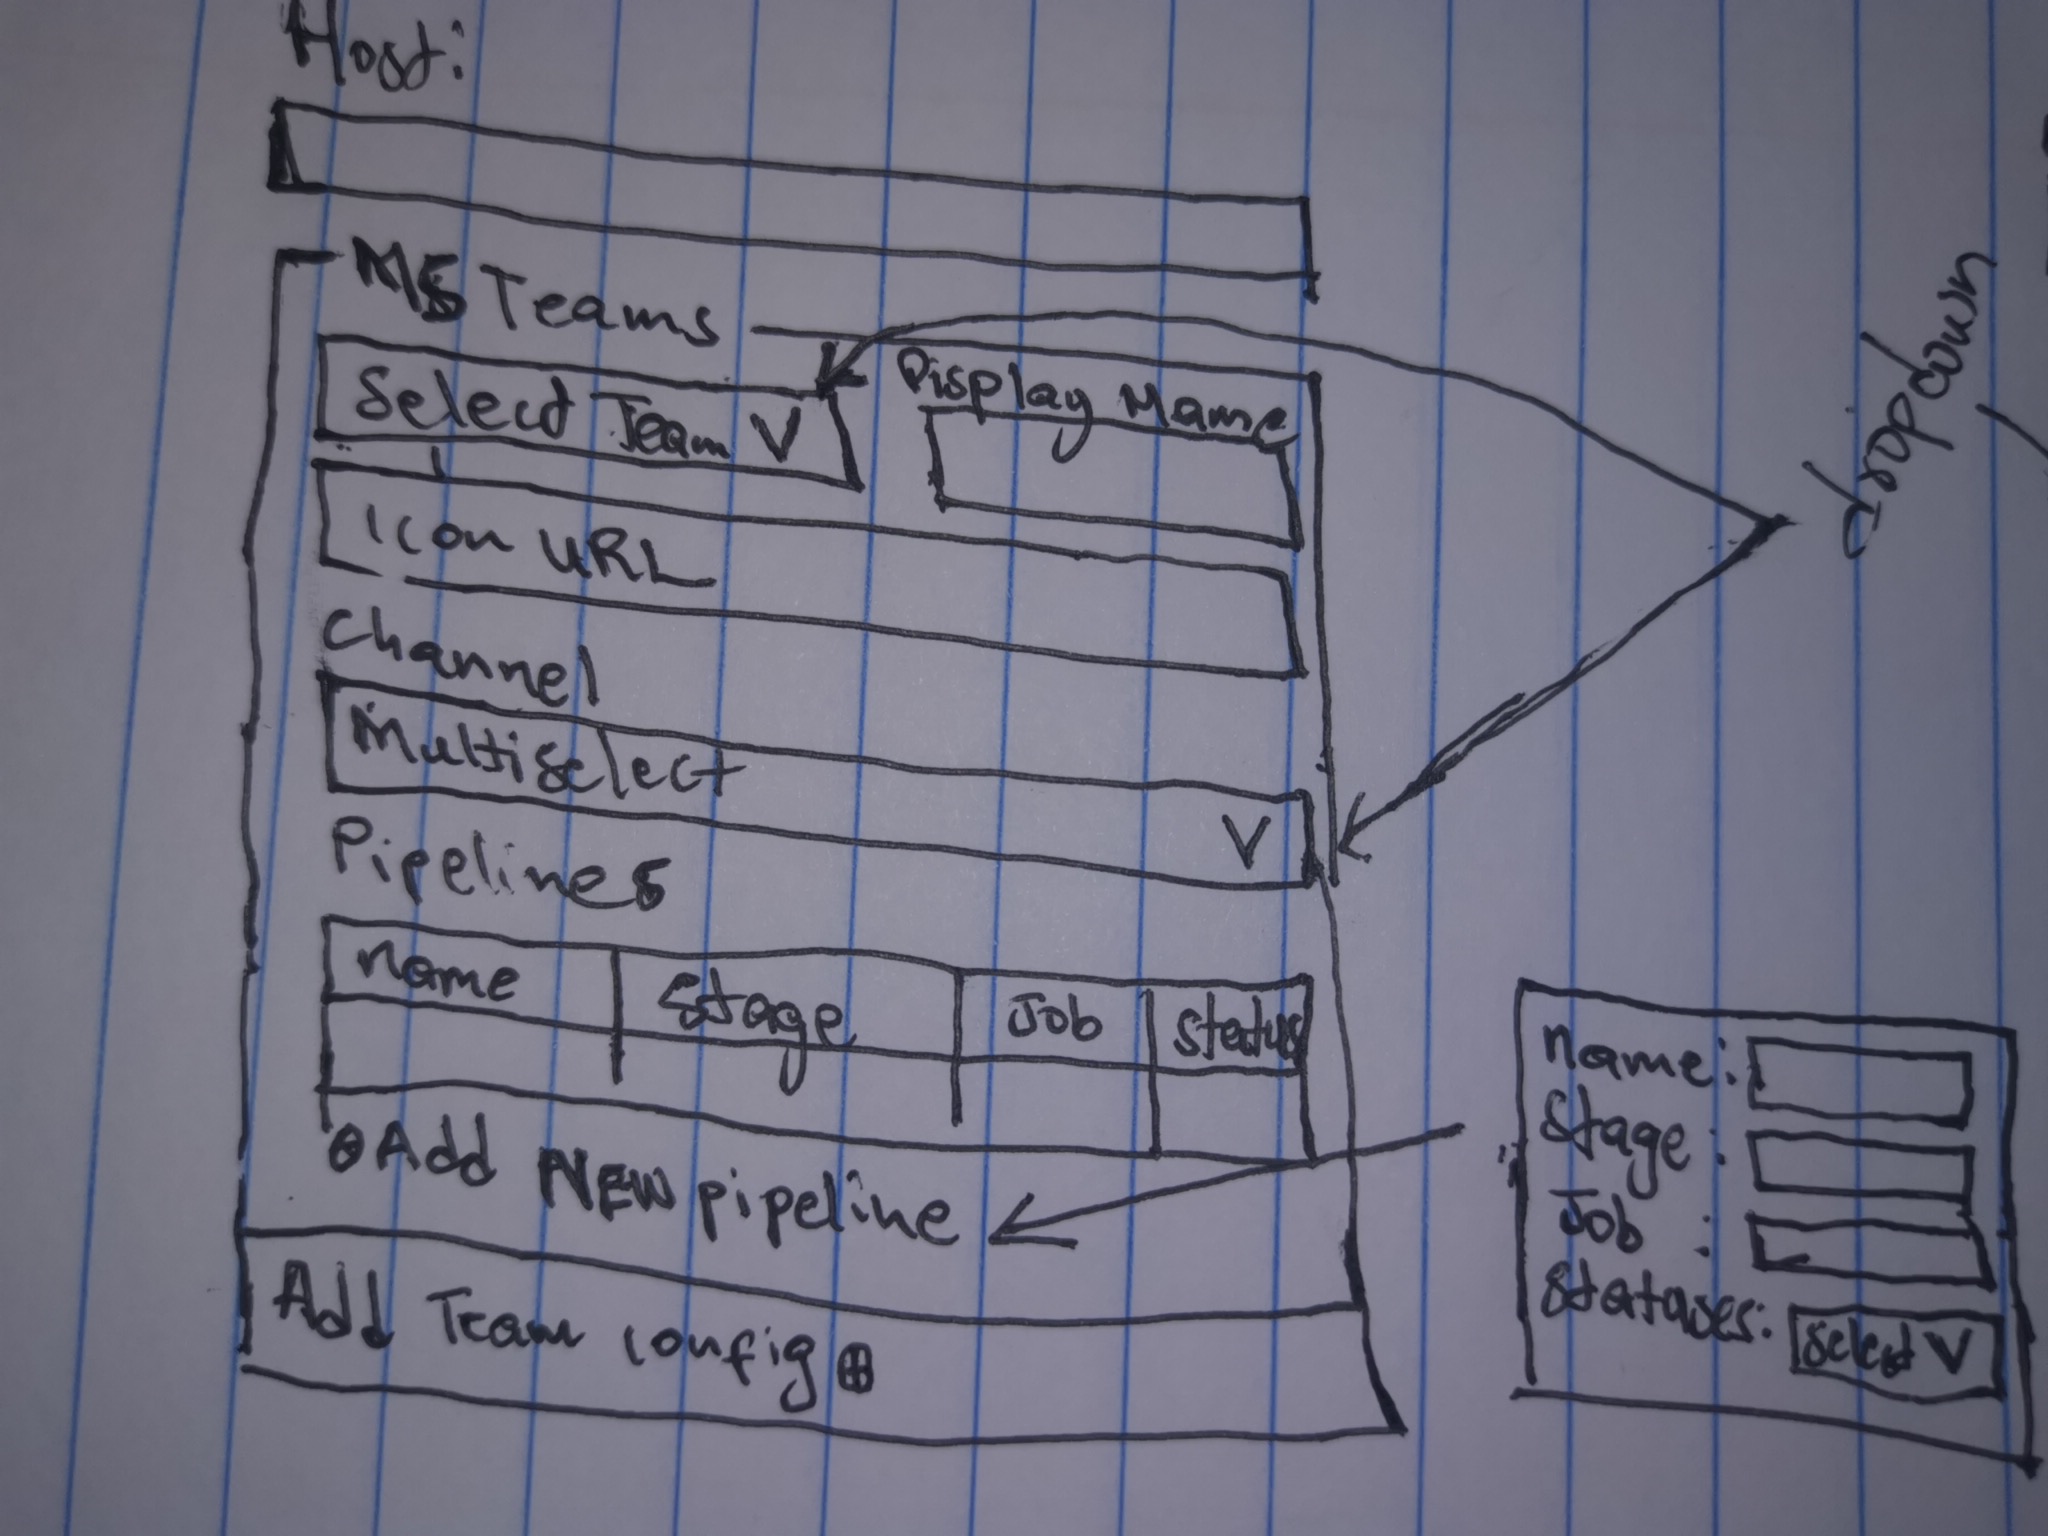 Host:
MS Teams
Select Team V
Display Name
Icon URL
Channel
Multiselect V
Pipelines
name Stage Job status
Add NEW pipeline
Add Team config
dropdown
name:
Stage :
Job :
Statuses: Select V